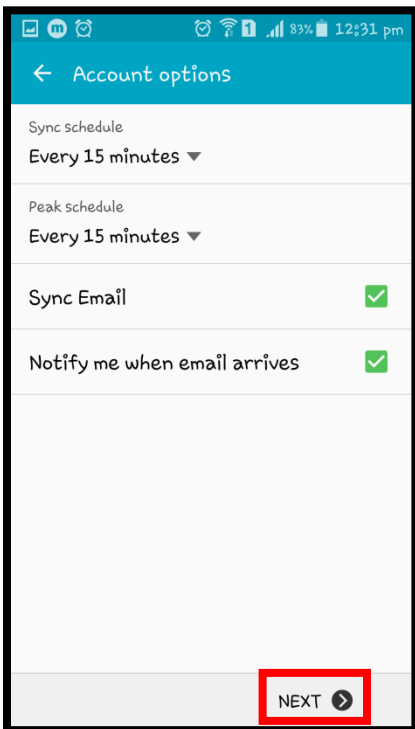 m 1 83% 12:31 pm
Account options
Sync schedule
Every 15 minutes
Peak schedule
Every 15 minutes
Sync Email
Notify me when email arrives
NEXT